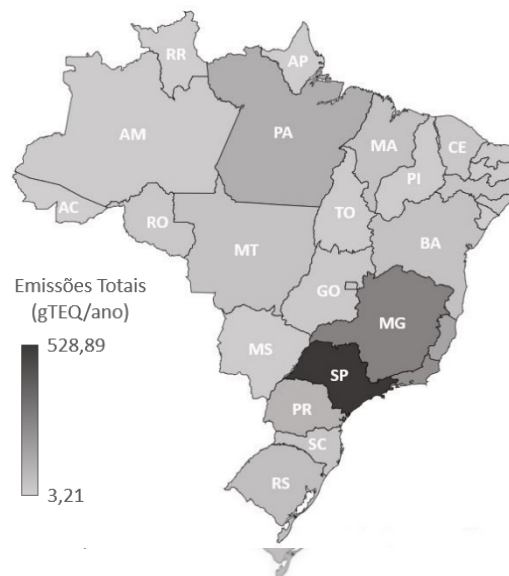 RR
AP
AM
PA
MA
CE
PI
AC
TO
RO
BA
MT
Emissões Totais
(gTEQ/ano)
GO
528,89
MG
MS
SP
PR
SC
RS
3,21